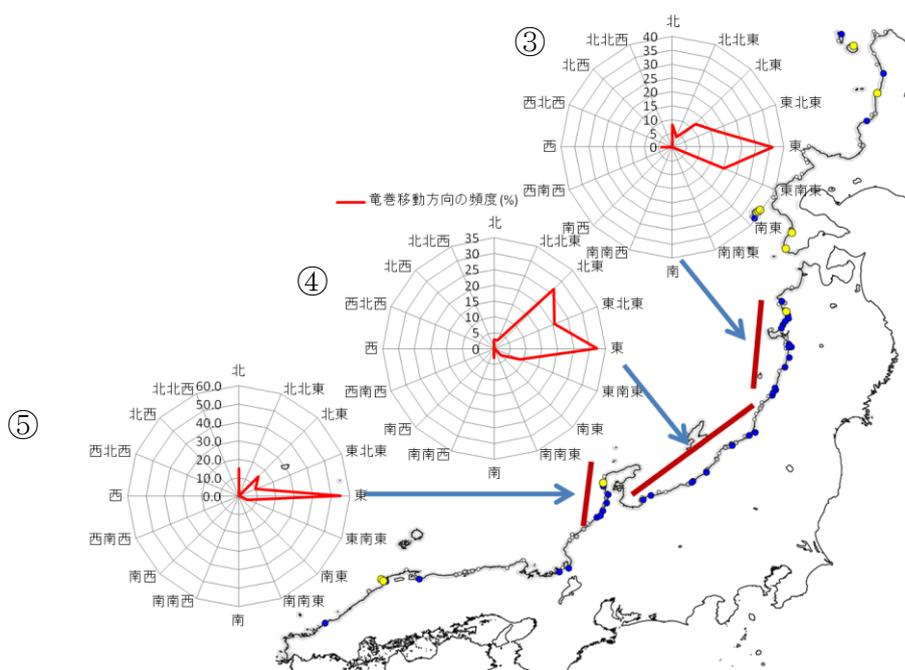 ③
北
北北東
北東
東北東
東
東南東
南東
南南東
南
南南西
南西
西南西
西
西北西
北西
北北西
40
35
30
25
20
15
10
5
0
竜巻移動方向の頻度(%)
④
北
北北東
北東
東北東
東
東南東
南東
南南東
南
南南西
南西
西南西
西
西北西
北西
北北西
35
30
25
20
15
10
5
0
⑤
北
北北東
北東
東北東
東
東南東
南東
南南東
南
南南西
南西
西南西
西
西北西
北西
北北西
60.0
50.0
40.0
30.0
20.0
10.0
0.0